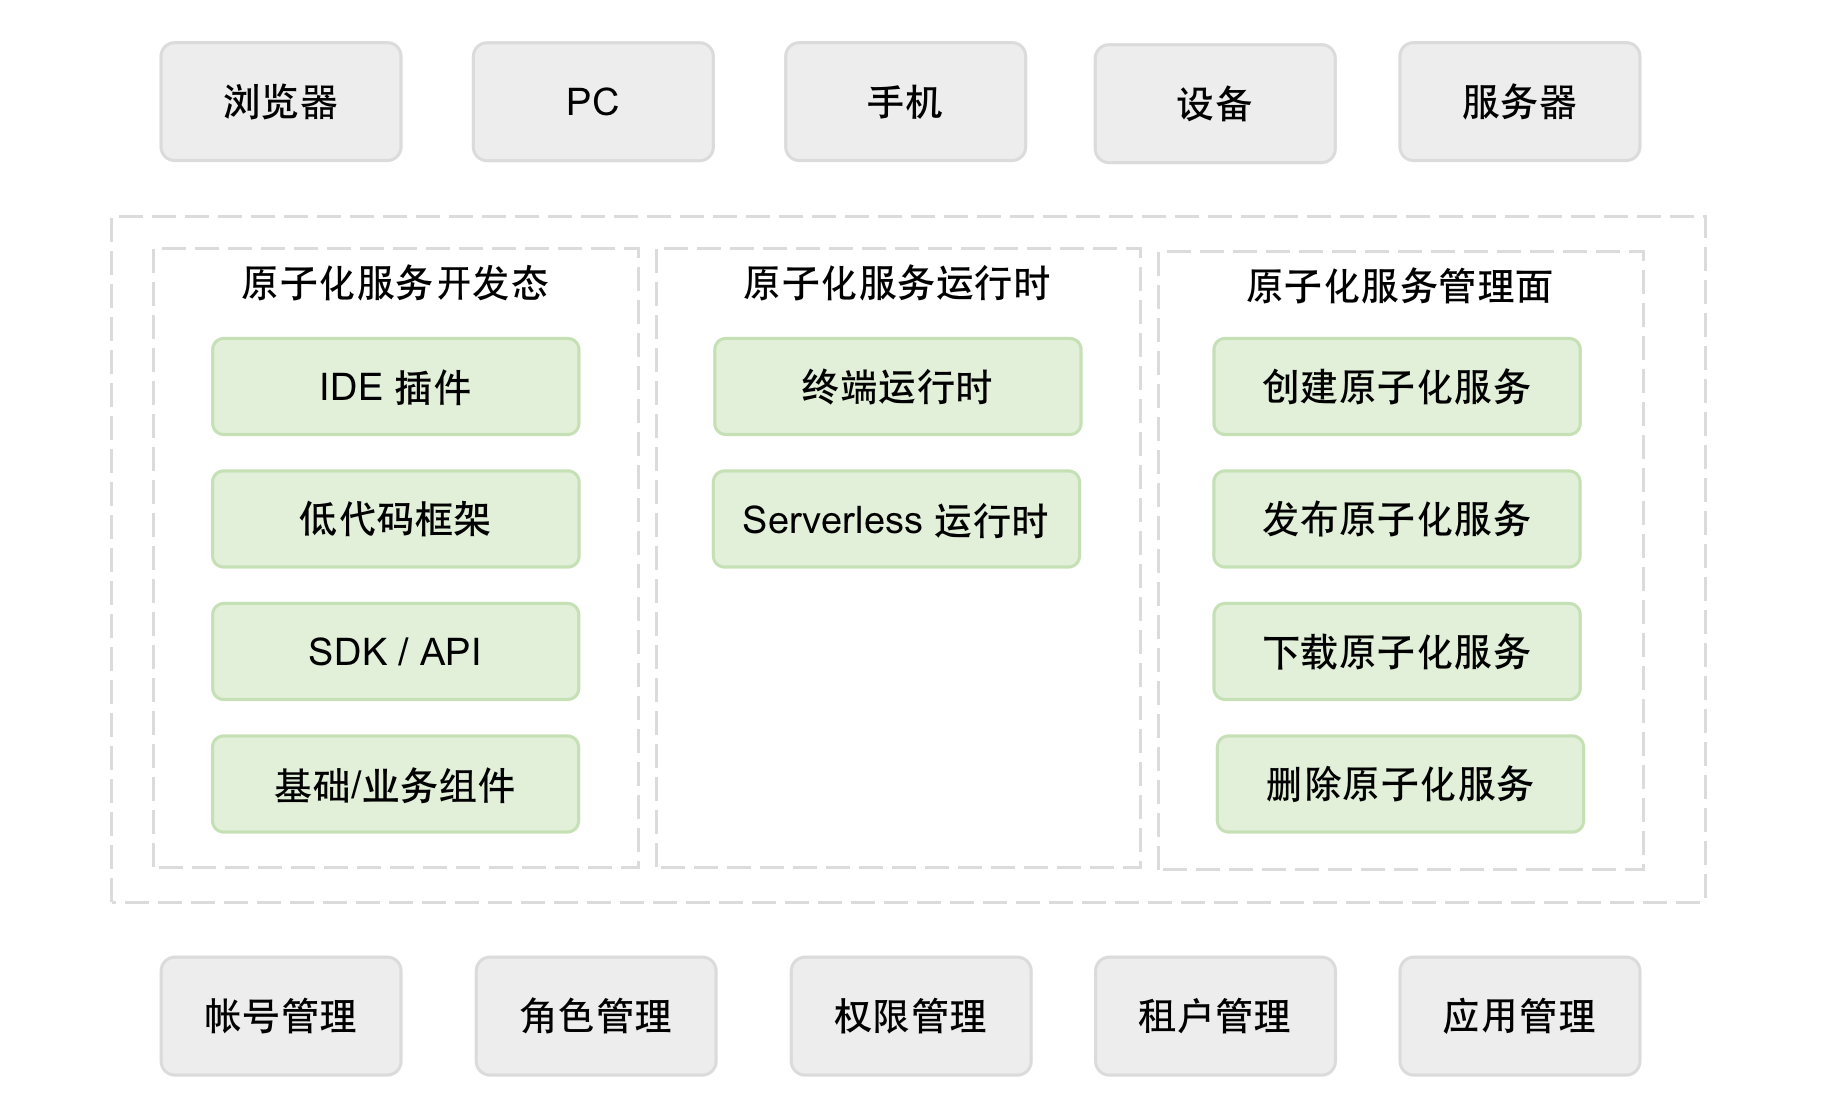 浏览器
PC
手机
设备
服务器
原子化服务开发态
IDE 插件
低代码框架
SDK / API
基础/业务组件
原子化服务运行时
终端运行时
Serverless 运行时
原子化服务管理面
创建原子化服务
发布原子化服务
下载原子化服务
删除原子化服务
帐号管理
角色管理
权限管理
租户管理
应用管理